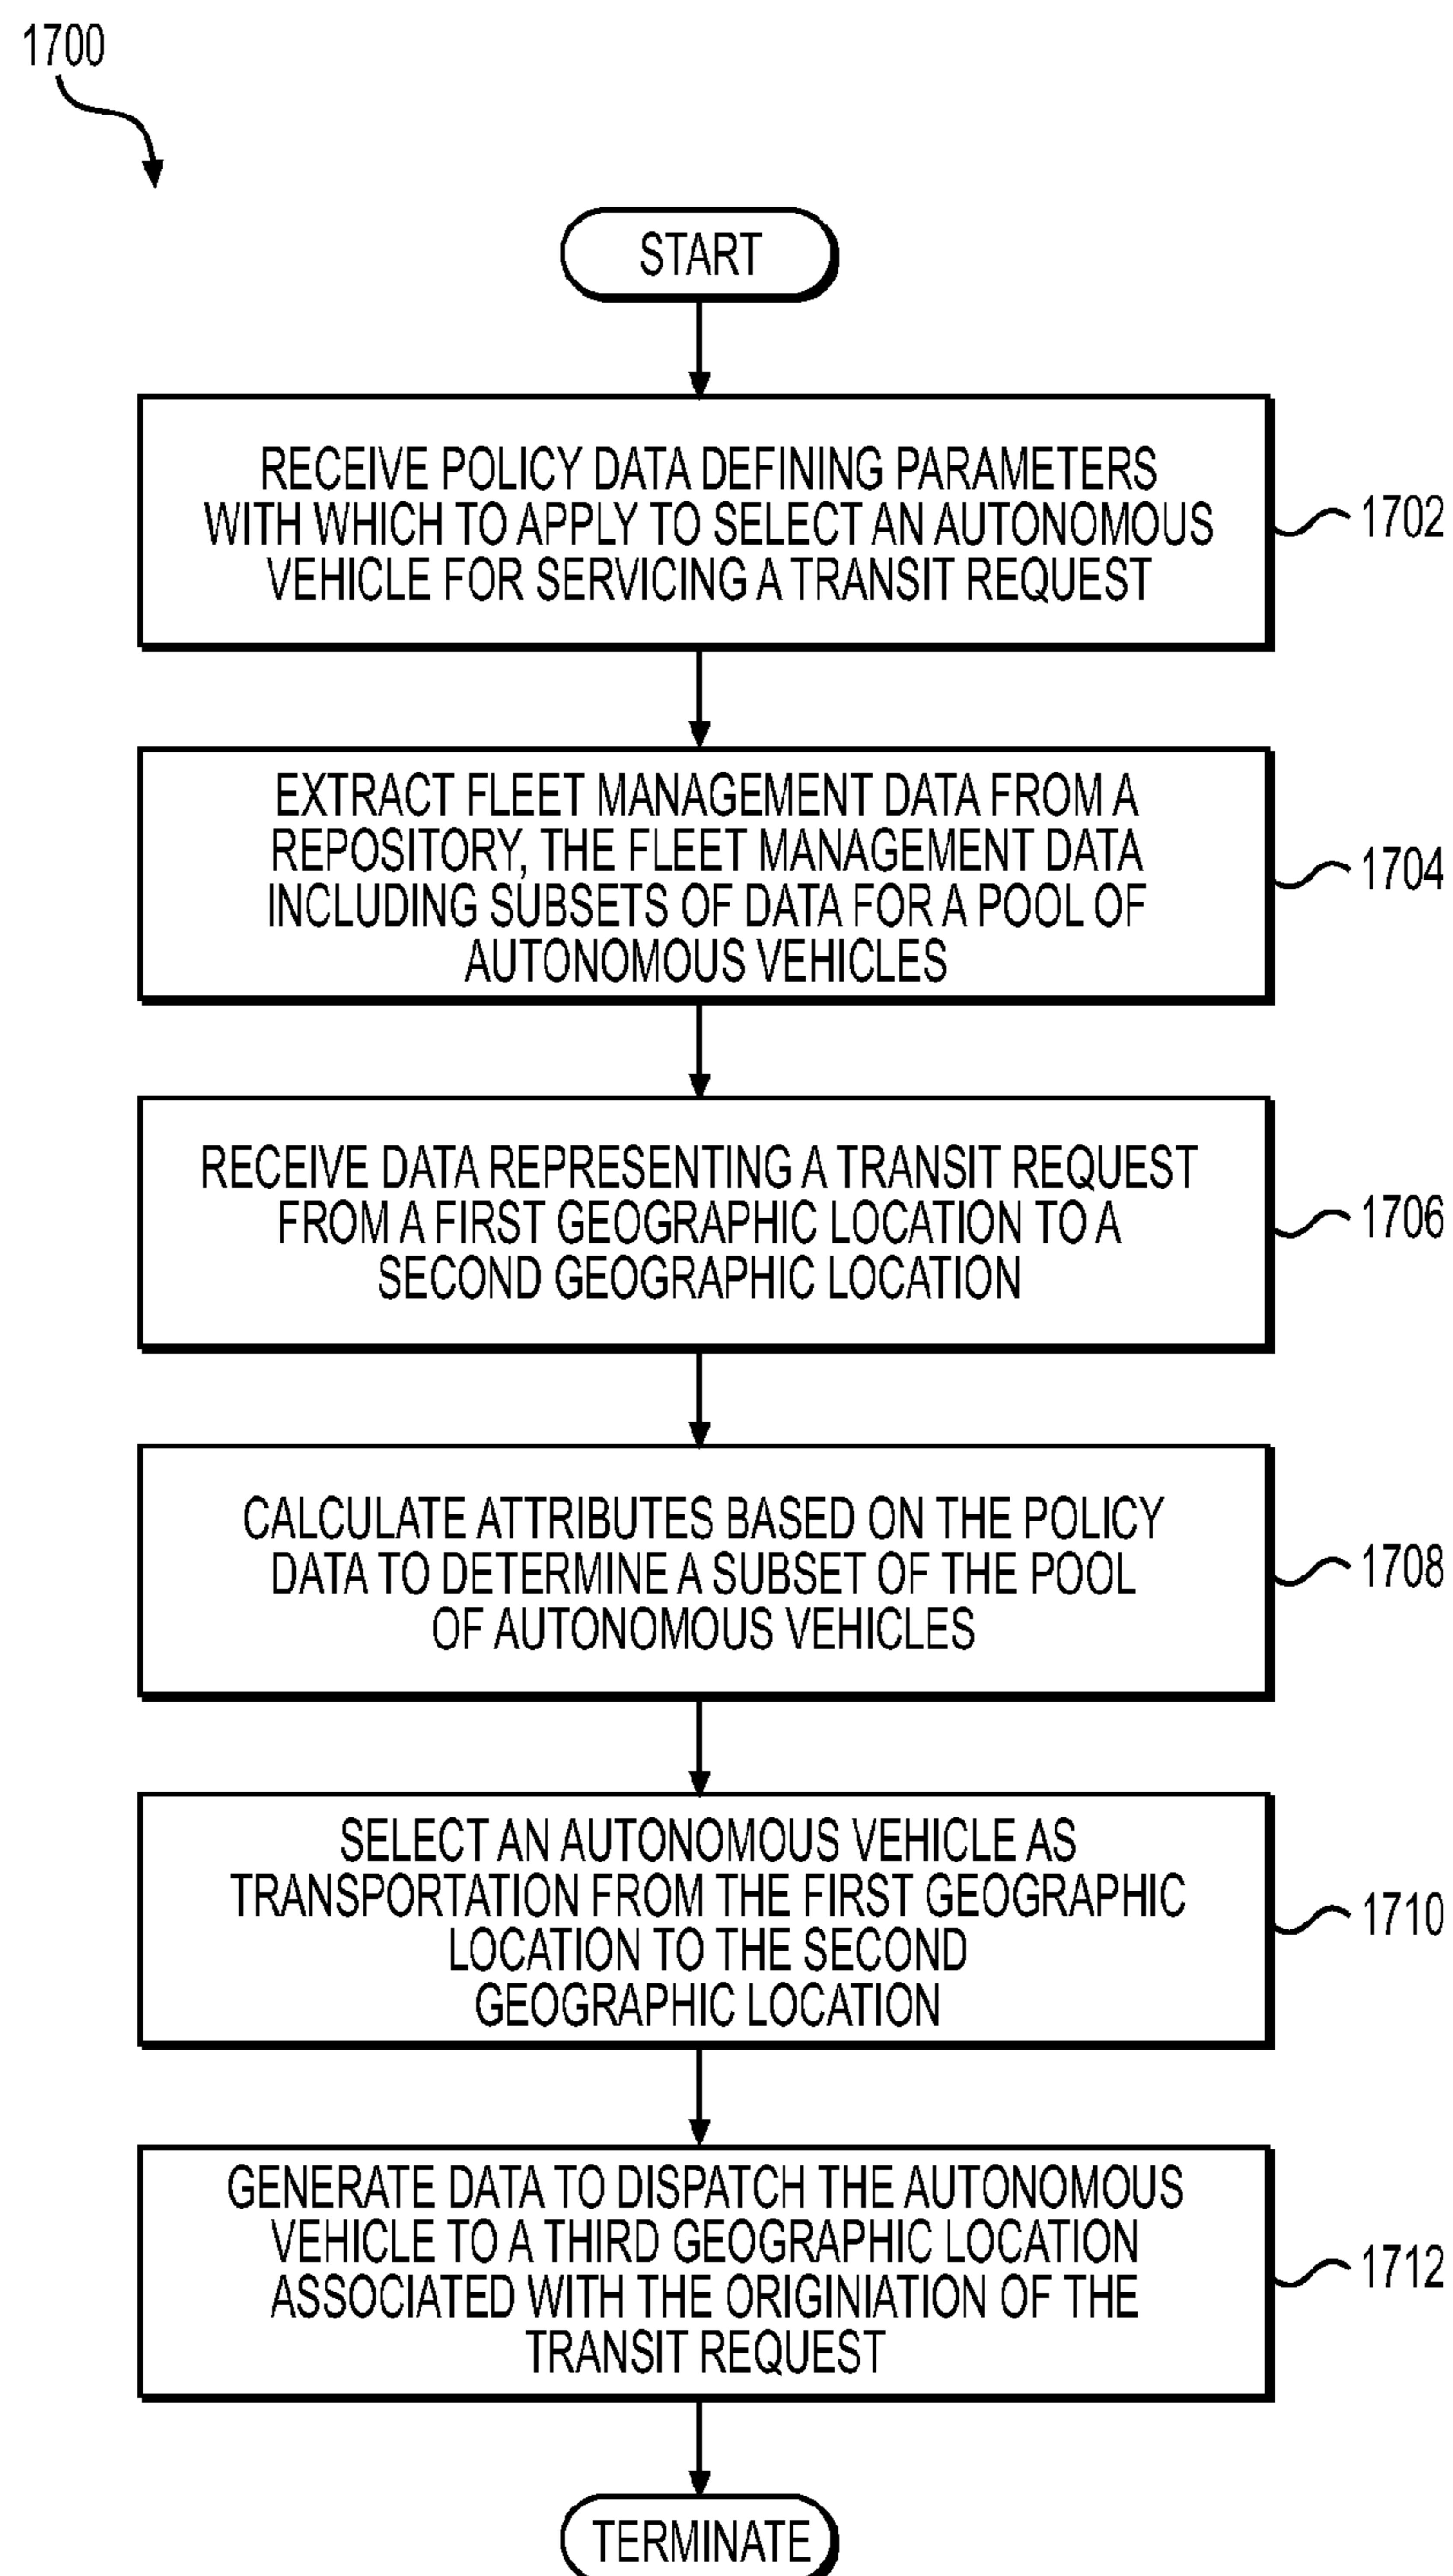 1700
START
RECEIVE POLICY DATA DEFINING PARAMETERS
WITH WHICH TO APPLY TO SELECT AN AUTONOMOUS
VEHICLE FOR SERVICING A TRANSIT REQUEST
1702
EXTRACT FLEET MANAGEMENT DATA FROM A
REPOSITORY, THE FLEET MANAGEMENT DATA
INCLUDING SUBSETS OF DATA FOR A POOL OF
AUTONOMOUS VEHICLES
1704
RECEIVE DATA REPRESENTING A TRANSIT REQUEST
FROM A FIRST GEOGRAPHIC LOCATION TO A
SECOND GEOGRAPHIC LOCATION
1706
CALCULATE ATTRIBUTES BASED ON THE POLICY
DATA TO DETERMINE A SUBSET OF THE POOL
OF AUTONOMOUS VEHICLES
1708
SELECT AN AUTONOMOUS VEHICLE AS
TRANSPORTATION FROM THE FIRST GEOGRAPHIC
LOCATION TO THE SECOND
GEOGRAPHIC LOCATION
1710
GENERATE DATA TO DISPATCH THE AUTONOMOUS
VEHICLE TO A THIRD GEOGRAPHIC LOCATION
ASSOCIATED WITH THE ORIGINIATION OF THE
TRANSIT REQUEST
1712
TERMINATE